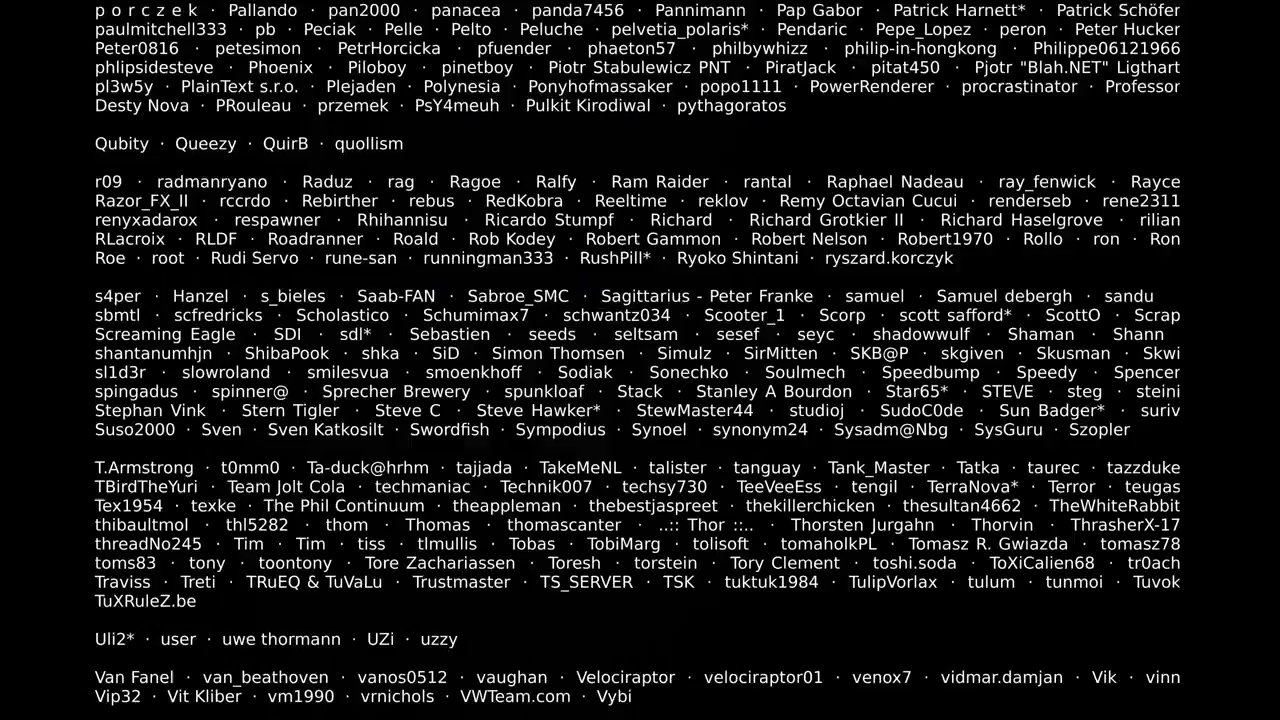 p o r c z e k · Pallando · pan2000 · panacea · panda7456 · Pannimann · Pap Gabor · Patrick Harnett* · Patrick Schöfer
paulmitchell333 · pb · Peciak · Pelle · Pelto · Peluche · pelvetia_polaris* · Pendaric · Pepe_Lopez · peron · Peter Hucker
Peter0816 · petesimon · PetrHorcicka · pfuender · phaeton57 · philbywhizz · philip-in-hongkong · Philippe06121966
phlipsidesteve · Phoenix · Piloboy · pinetboy · Piotr Stabulewicz PNT · PiratJack · pitat450 · Pjotr "Blah.NET" Ligthart
pl3w5y · PlainText s.r.o. · Plejaden · Polynesia · Ponyhofmassaker · popo1111 · PowerRenderer · procrastinator · Professor
Desty Nova · PRouleau · przemek · PsY4meuh · Pulkit Kirodiwal · pythagoratos
Qubity · Queezy · QuirB · quollism
r09 · radmanryano · Raduz · rag · Ragoe · Ralfy · Ram Raider · rantal · Raphael Nadeau · ray_fenwick · Rayce
Razor_FX_II · rccrdo · Rebirther · rebus · RedKobra · Reeltime · reklov · Remy Octavian Cucui · renderseb · rene2311
renyxadarox · respawner · Rhihannisu · Ricardo Stumpf · Richard · Richard Grotkier II · Richard Haselgrove · rilian
RLacroix · RLDF · Roadranner · Roald · Rob Kodey · Robert Gammon · Robert Nelson · Robert1970 · Rollo · ron · Ron
Roe · root · Rudi Servo · rune-san · runningman333 · RushPill* · Ryoko Shintani · ryszard.korczyk
s4per · Hanzel · s_bieles · Saab-FAN · Sabroe_SMC · Sagittarius - Peter Franke · samuel · Samuel debergh · sandu
sbmtl · scfredricks · Scholastico · Schumimax7 · schwantz034 · Scooter_1 · Scorp · scott safford* · ScottO · Scrap
Screaming Eagle · SDI · sdl* · Sebastien · seeds · seltsam · sesef · seyc · shadowwulf · Shaman · Shann
shantanumhjn · ShibaPook · shka · SiD · Simon Thomsen · Simulz · SirMitten · SKB@P · skgiven · Skusman · Skwi
sl1d3r · slowroland · smilesvua · smoenkhoff · Sodiak · Sonechko · Soulmech · Speedbump · Speedy · Spencer
spingadus · spinner@ · Sprecher Brewery · spunkloaf · Stack · Stanley A Bourdon · Star65* · STE\/E · steg · steini
Stephan Vink · Stern Tigler · Steve C · Steve Hawker* · StewMaster44 · studioj · SudoC0de · Sun Badger* · suriv
Suso2000 · Sven · Sven Katkosilt · Swordfish · Sympodius · Synoel · synonym24 · Sysadm@Nbg · SysGuru · Szopler
T.Armstrong · t0mm0 · Ta-duck@hrhm · tajjada · TakeMeNL · talister · tanguay · Tank_Master · Tatka · taurec · tazzduke
TBirdTheYuri · Team Jolt Cola · techmaniac · Technik007 · techsy730 · TeeVeeEss · tengil · TerraNova* · Terror · teugas
Tex1954 · texke · The Phil Continuum · theappleman · thebestjaspreet · thekillerchicken · thesultan4662 · TheWhiteRabbit
thibaultmol · thl5282 · thom · Thomas · thomascanter · ..:: Thor ::.. · Thorsten Jurgahn · Thorvin · ThrasherX-17
threadNo245 · Tim · Tim · tiss · tlmullis · Tobas · TobiMarg · tolisoft · tomaholkPL · Tomasz R. Gwiazda · tomasz78
toms83 · tony · toontony · Tore Zachariassen · Toresh · torstein · Tory Clement · toshi.soda · ToXiCalien68 · tr0ach
Traviss · Treti · TRuEQ & TuVaLu · Trustmaster · TS_SERVER · TSK · tuktuk1984 · TulipVorlax · tulum · tunmoi · Tuvok
TuXRuleZ.be
Uli2* · user · uwe thormann · UZi · uzzy
Van Fanel · van_beathoven · vanos0512 · vaughan · Velociraptor · velociraptor01 · venox7 · vidmar.damjan · Vik · vinn
Vip32 · Vit Kliber · vm1990 · vrnichols · VWTeam.com · Vybi